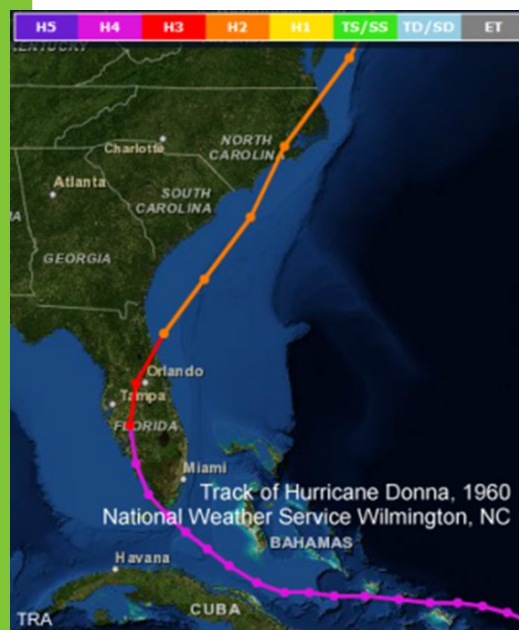 H5 H4 H3 H2 H1 TS/SS TD/SD ET
KENTUCKY
Charlotte
NORTH
CAROLINA
Atlanta
SOUTH
CAROLINA
GEORGIA
Orlando
Tampa
FLORIDA
Miami
Track of Hurricane Donna, 1960
National Weather Service Wilmington, NC
BAHAMAS
Havana
CUBA
TRA